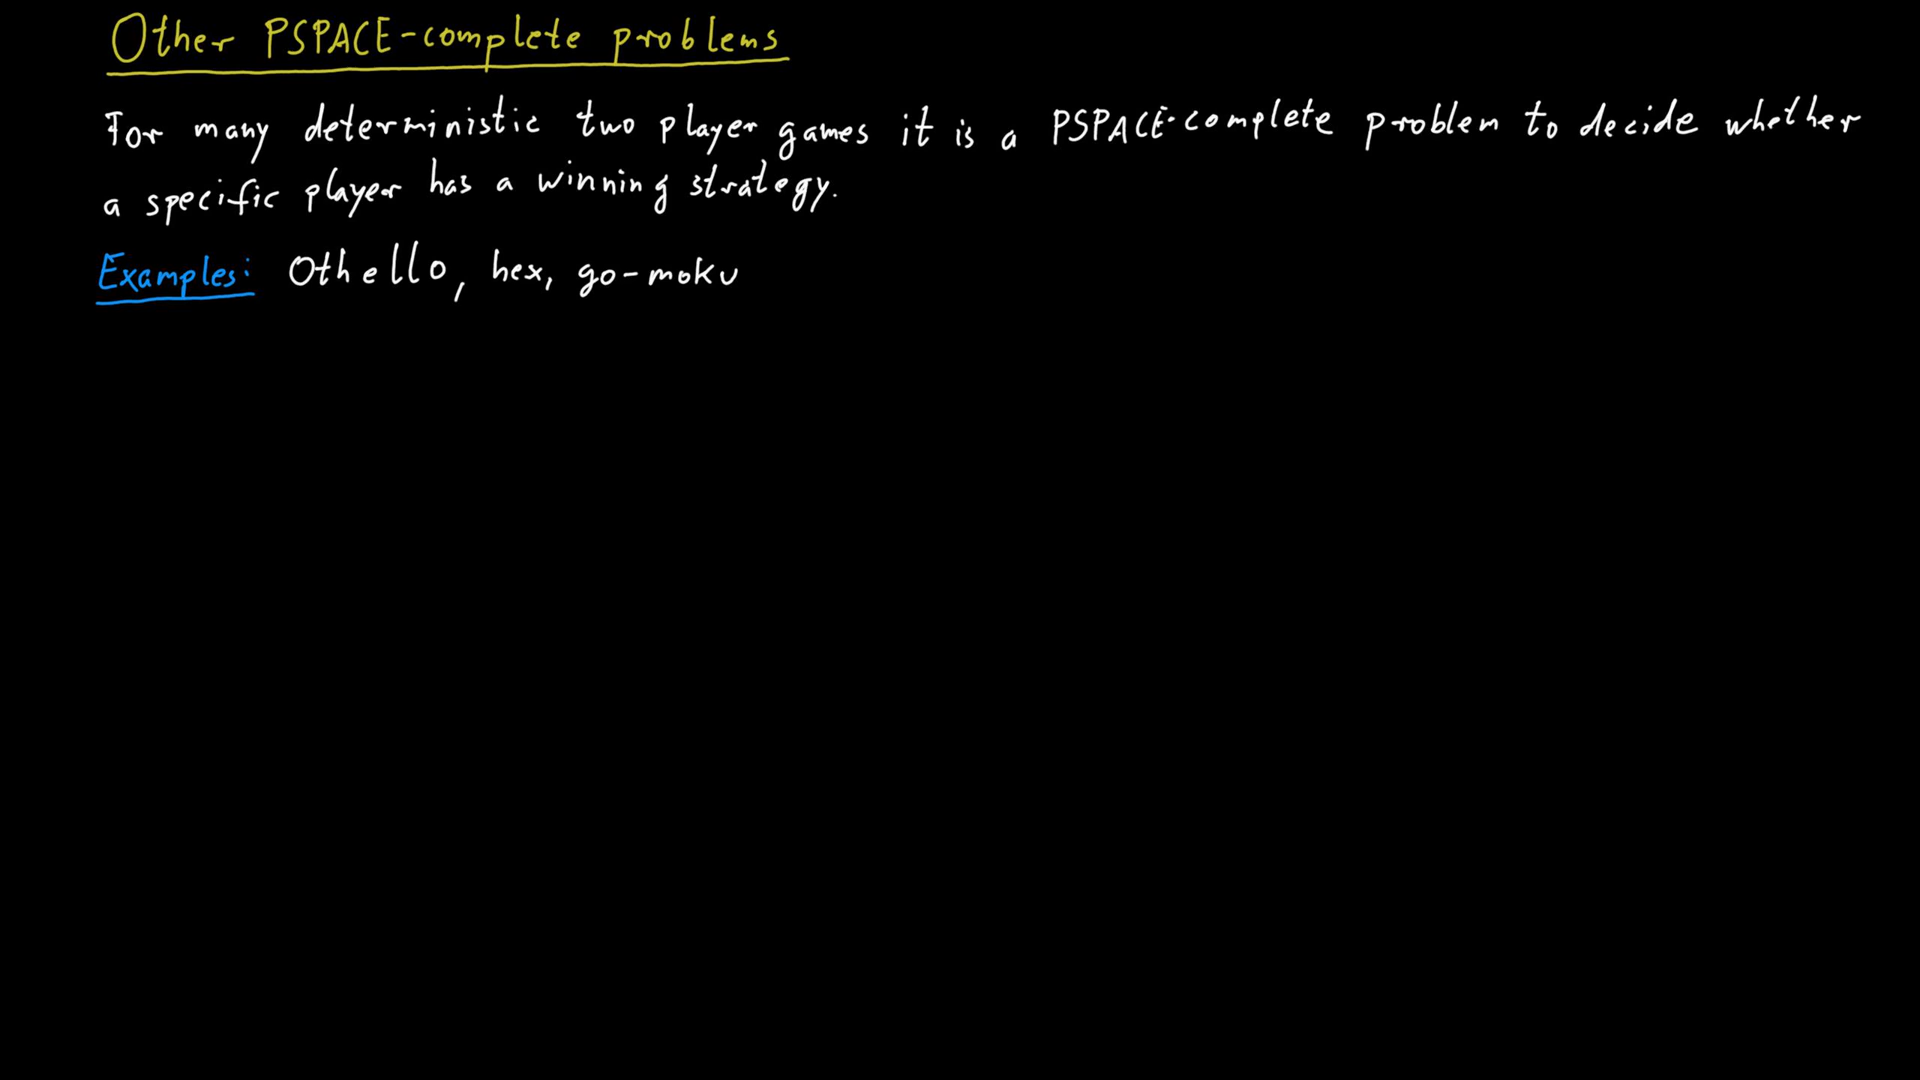 Other PSPACE-complete problems
For many deterministic two player games it is a PSPACE-complete problem to decide whether
a specific player has a winning strategy.
Examples: Othello, hex, go-moku